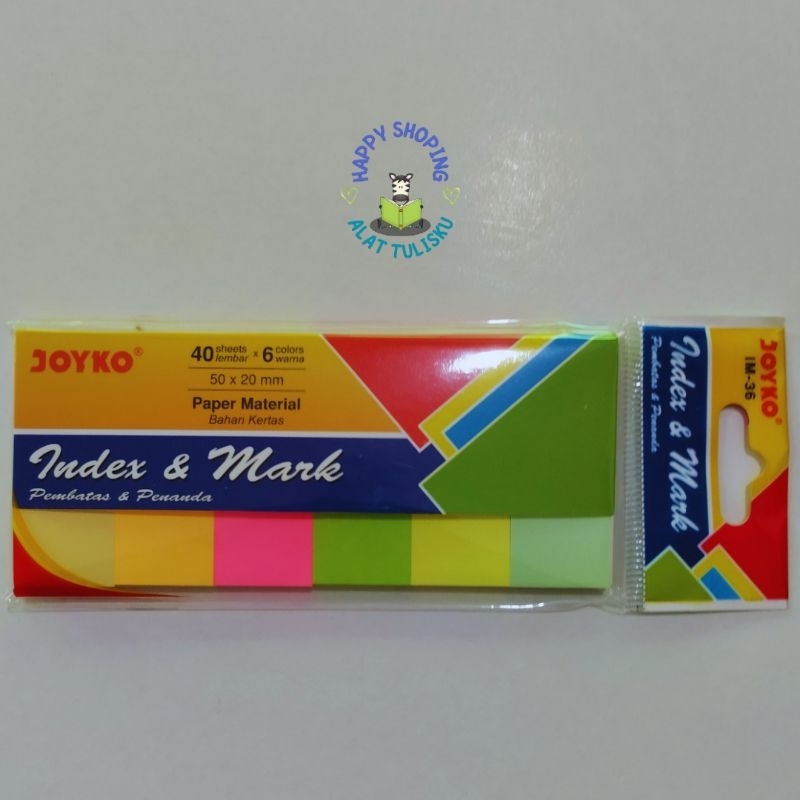 HAPPY SHOPING
ALAT TULISKU
JOYKO®
40 sheets lembar x 6 colors warna
50 x 20 mm
Paper Material
Bahan Kertas
Index & Mark
Pembatas & Penanda
JOYKO®
IM-36
Index & Mark
Pembatas & Penanda